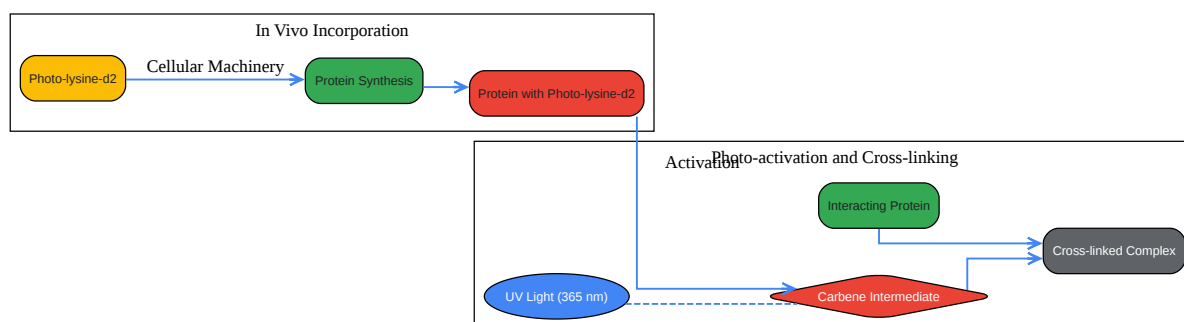 In Vivo Incorporation
Photo-lysine-d2
Cellular Machinery
Protein Synthesis
Protein with Photo-lysine-d2
Photo-activation and Cross-linking
Activation
Interacting Protein
Cross-linked Complex
UV Light (365 nm)
Carbene Intermediate